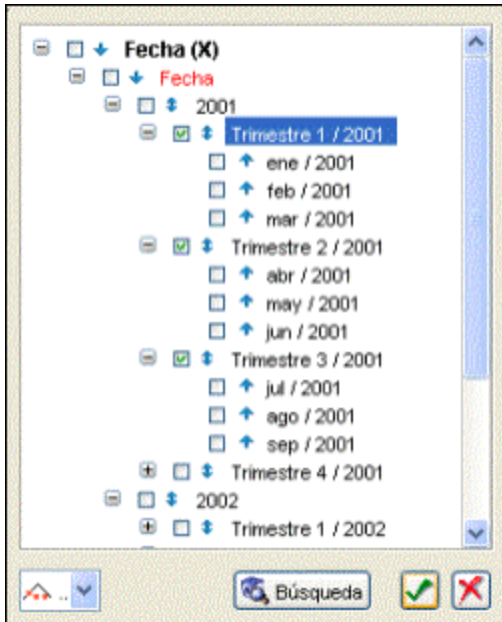 Fecha (X)
Fecha
2001
Trimestre 1 / 2001
ene / 2001
feb / 2001
mar / 2001
Trimestre 2 / 2001
abr / 2001
may / 2001
jun / 2001
Trimestre 3 / 2001
jul / 2001
ago / 2001
sep / 2001
Trimestre 4 / 2001
2002
Trimestre 1 / 2002
.. Búsqueda